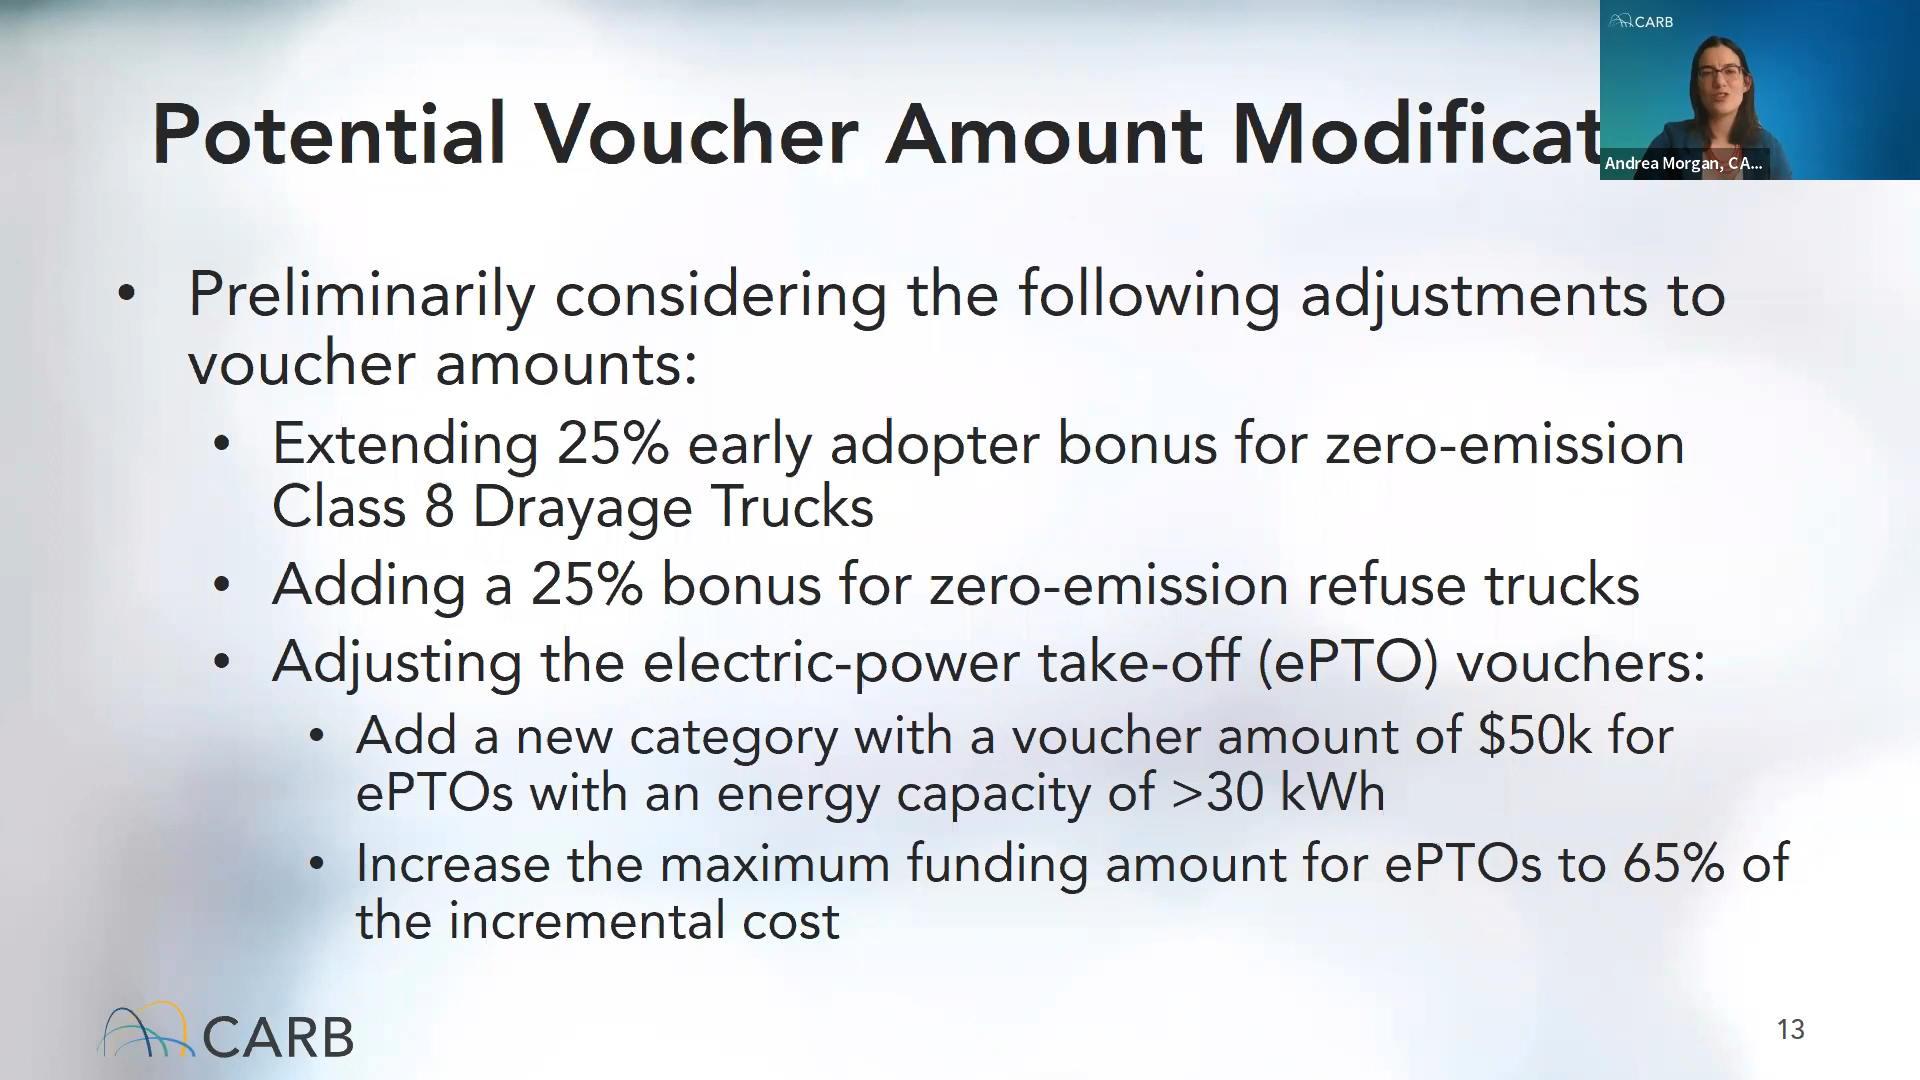 CARB
Potential Voucher Amount Modificat
Andrea Morgan, CA...
• Preliminarily considering the following adjustments to
voucher amounts:
• Extending 25% early adopter bonus for zero-emission
Class 8 Drayage Trucks
• Adding a 25% bonus for zero-emission refuse trucks
• Adjusting the electric-power take-off (ePTO) vouchers:
• Add a new category with a voucher amount of $50k for
ePTOs with an energy capacity of >30 kWh
• Increase the maximum funding amount for ePTOs to 65% of
the incremental cost
CARB
13